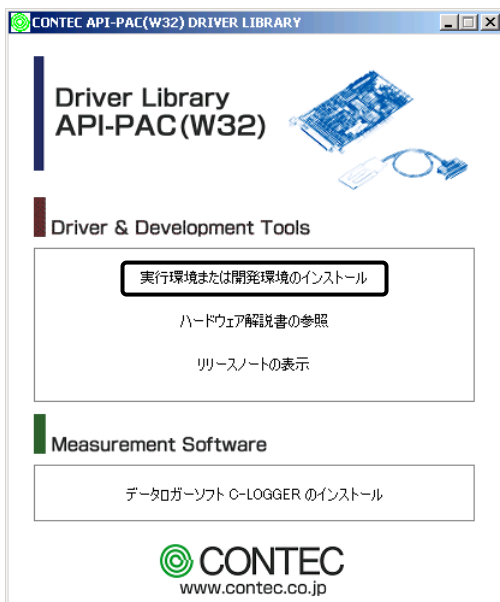 CONTEC API-PAC(W32) DRIVER LIBRARY
Driver Library
API-PAC(W32)
Driver & Development Tools
実行環境または開発環境のインストール
ハードウェア解説書の参照
リリースノートの表示
Measurement Software
データロガーソフト C-LOGGER のインストール
CONTEC
www.contec.co.jp